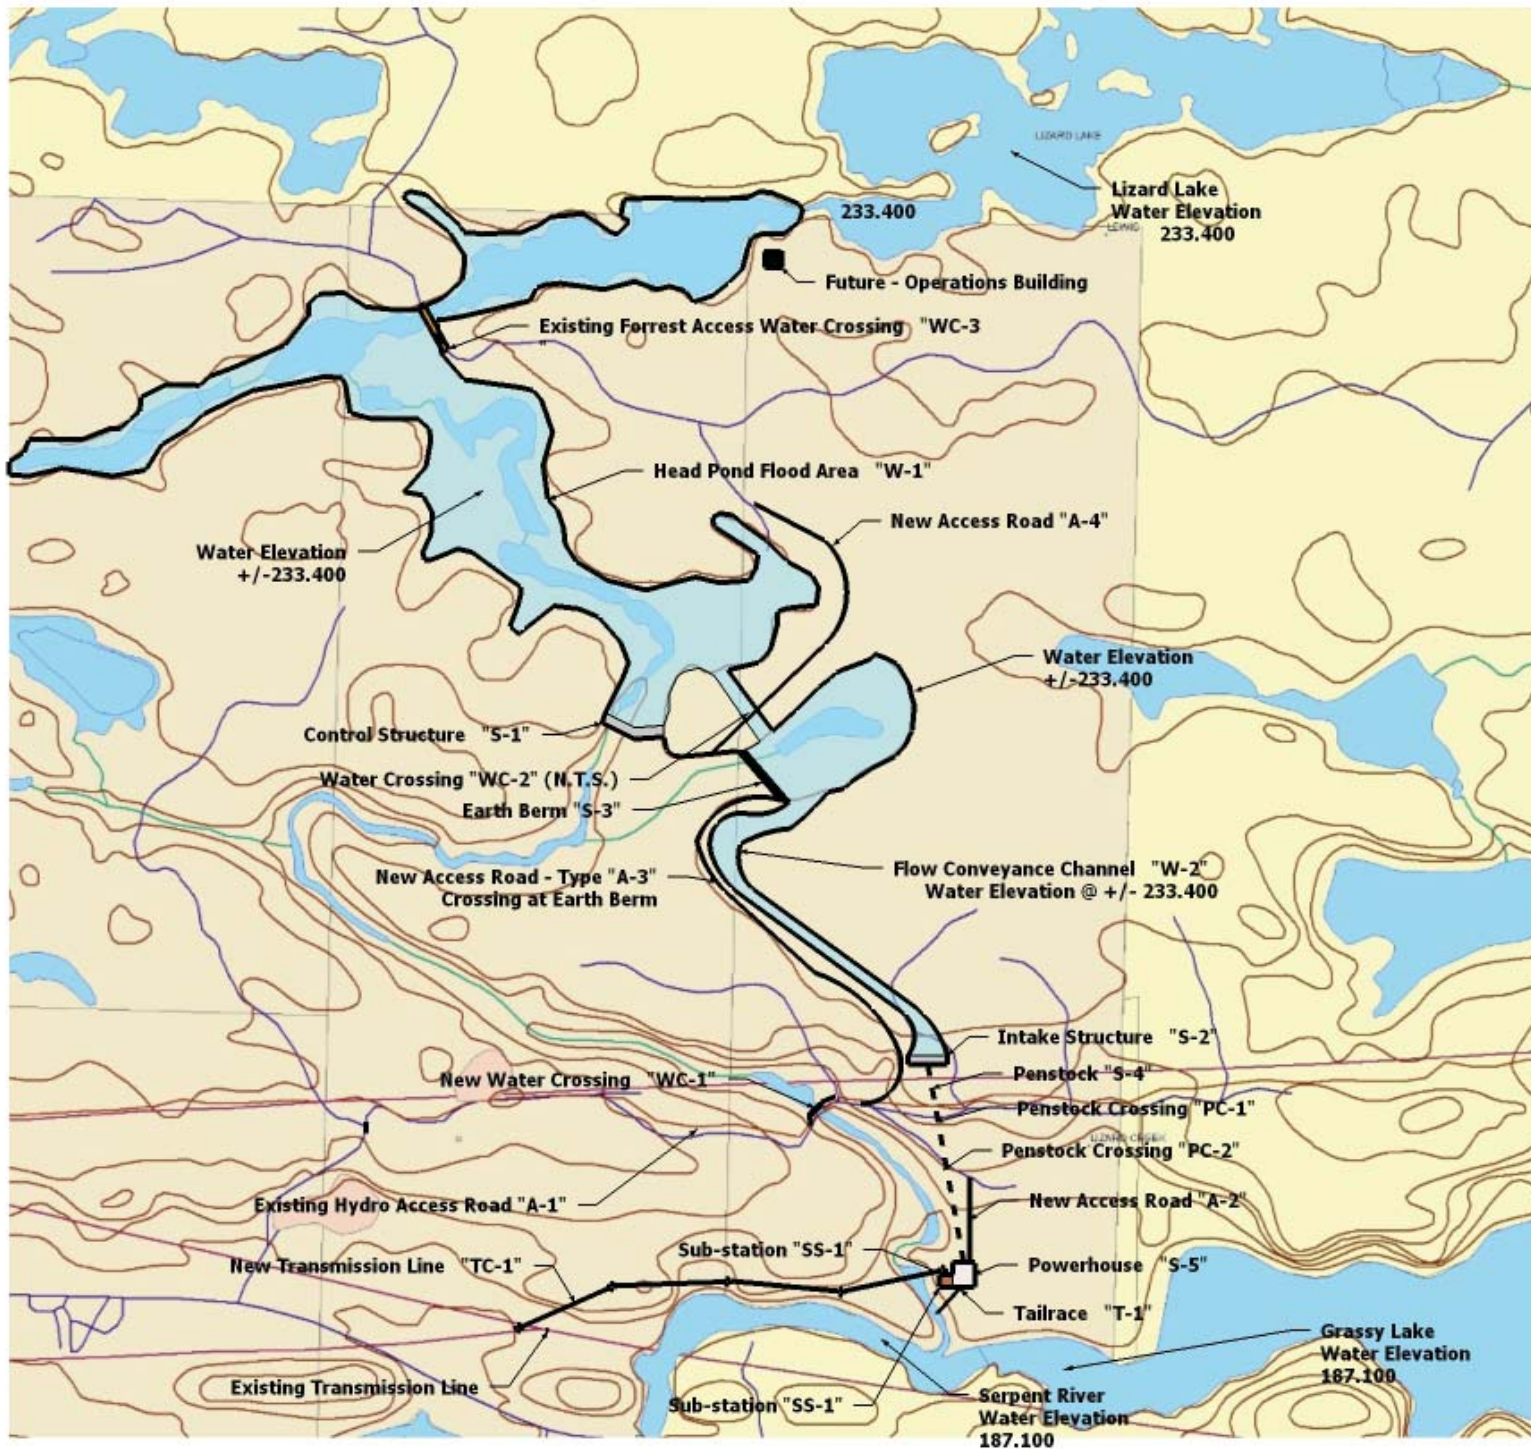 LIZARD LAKE
Lizard Lake
Water Elevation
233.400
233.400
LEWIS
Future - Operations Building
Existing Forrest Access Water Crossing "WC-3
"
Head Pond Flood Area "W-1"
New Access Road "A-4"
Water Elevation
+/-233.400
Water Elevation
+/-233.400
Control Structure "S-1"
Water Crossing "WC-2" (N.T.S.)
Earth Berm "S-3"
Flow Conveyance Channel "W-2"
Water Elevation @ +/- 233.400
New Access Road - Type "A-3"
Crossing at Earth Berm
Intake Structure "S-2"
Penstock "S-4"
New Water Crossing "WC-1"
Penstock Crossing "PC-1"
LIZARD CREEK
Penstock Crossing "PC-2"
Existing Hydro Access Road "A-1"
New Access Road "A-2"
Sub-station "SS-1"
New Transmission Line "TC-1"
Powerhouse "S-5"
Tailrace "T-1"
Grassy Lake
Water Elevation
187.100
Existing Transmission Line
Sub-station "SS-1"
Serpent River
Water Elevation
187.100